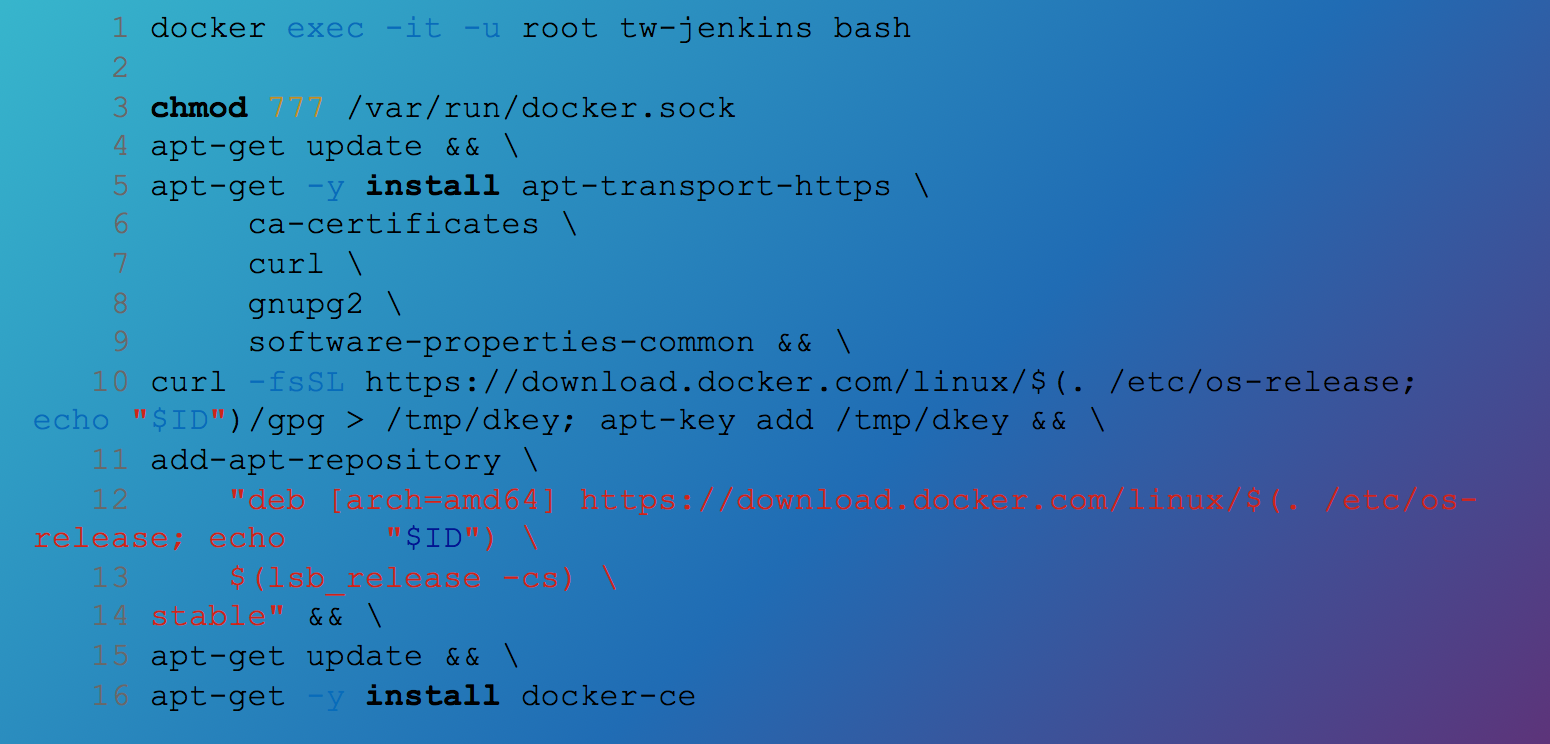 1 docker exec -it -u root tw-jenkins bash
2
3 chmod 777 /var/run/docker.sock
4 apt-get update && \
5 apt-get -y install apt-transport-https \
6      ca-certificates \
7      curl \
8      gnupg2 \
9      software-properties-common && \
10 curl -fsSL https://download.docker.com/linux/$(. /etc/os-release;
echo "$ID")/gpg > /tmp/dkey; apt-key add /tmp/dkey && \
11 add-apt-repository \
12     "deb [arch=amd64] https://download.docker.com/linux/$(. /etc/os-
release; echo     "$ID") \
13     $(lsb_release -cs) \
14 stable" && \
15 apt-get update && \
16 apt-get -y install docker-ce